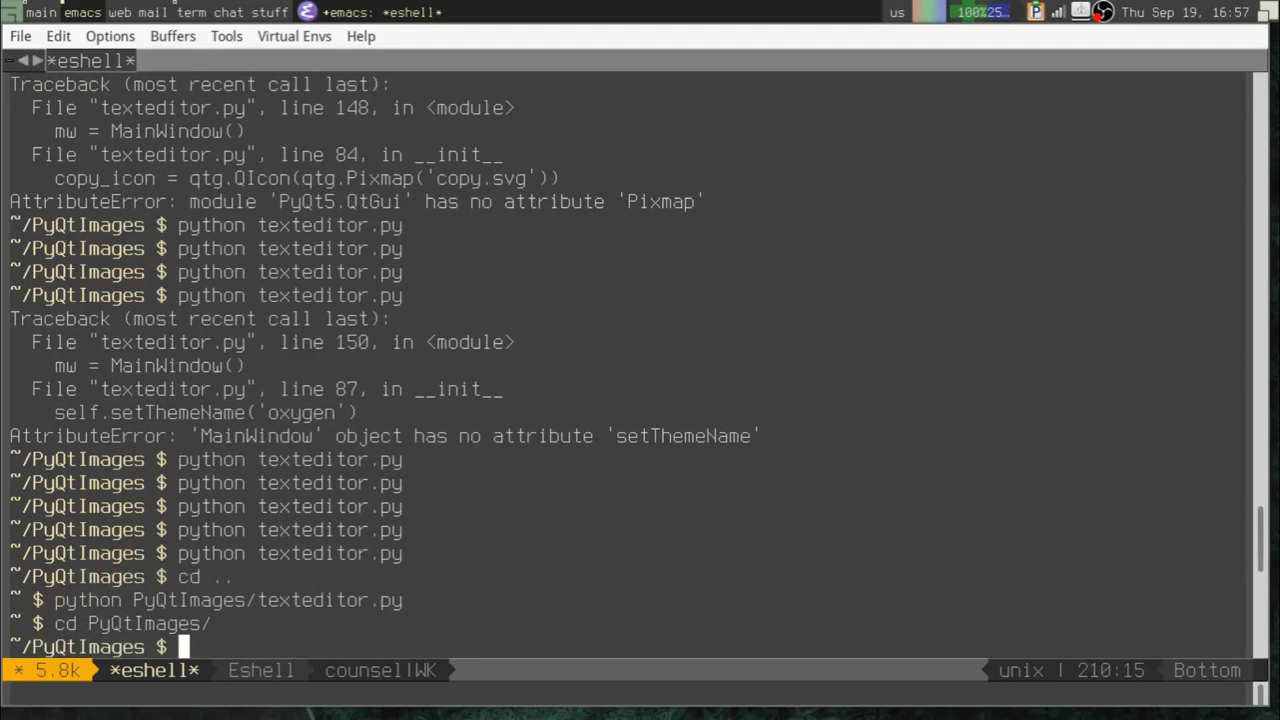 main emacs web mail term chat stuff +emacs: *eshell* us 100%25... Thu Sep 19, 16:57
File Edit Options Buffers Tools Virtual Envs Help
*eshell*
Traceback (most recent call last):
File "texteditor.py", line 148, in <module>
mw = MainWindow()
File "texteditor.py", line 84, in __init__
copy_icon = qtg.QIcon(qtg.Pixmap('copy.svg'))
AttributeError: module 'PyQt5.QtGui' has no attribute 'Pixmap'
~/PyQtImages $ python texteditor.py
~/PyQtImages $ python texteditor.py
~/PyQtImages $ python texteditor.py
~/PyQtImages $ python texteditor.py
Traceback (most recent call last):
File "texteditor.py", line 150, in <module>
mw = MainWindow()
File "texteditor.py", line 87, in __init__
self.setThemeName('oxygen')
AttributeError: 'MainWindow' object has no attribute 'setThemeName'
~/PyQtImages $ python texteditor.py
~/PyQtImages $ python texteditor.py
~/PyQtImages $ python texteditor.py
~/PyQtImages $ python texteditor.py
~/PyQtImages $ python texteditor.py
~/PyQtImages $ cd ..
~ $ python PyQtImages/texteditor.py
~ $ cd PyQtImages/
~/PyQtImages $
* 5.8k *eshell* Eshell counsel|WK unix | 210:15 Bottom